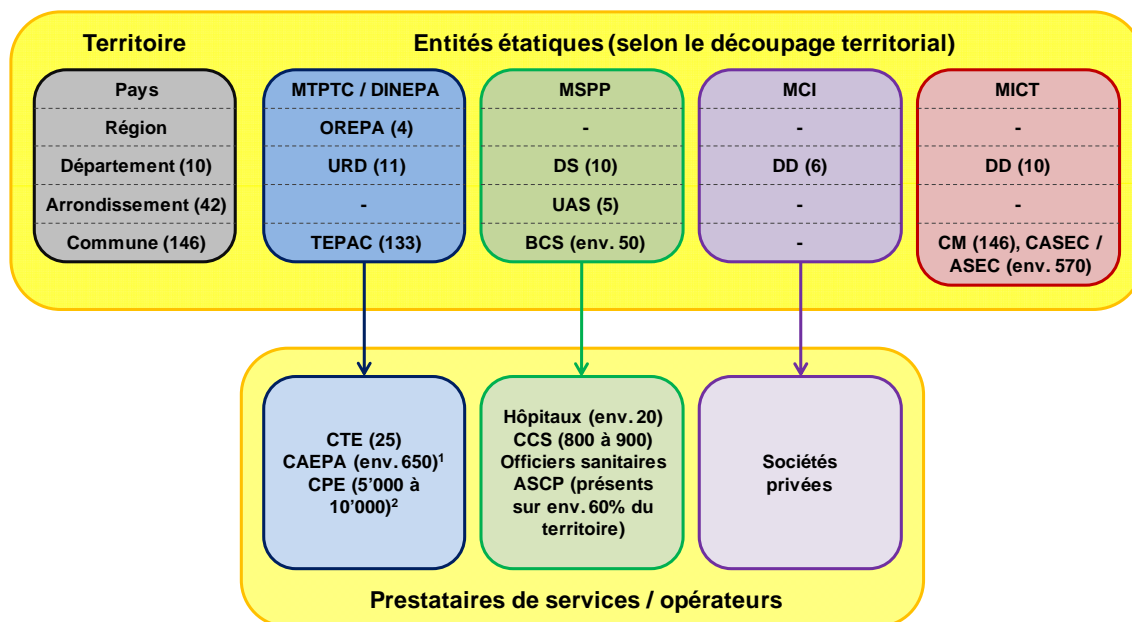 Territoire
Entités étatiques (selon le découpage territorial)
Pays
MTPTC / DINEPA
MSPP
MCI
MICT
Région
OREPA (4)
-
-
-
Département (10)
URD (11)
DS (10)
DD (6)
DD (10)
Arrondissement (42)
-
UAS (5)
-
-
Commune (146)
TEPAC (133)
BCS (env. 50)
-
CM (146), CASEC /
ASEC (env. 570)
CTE (25)
CAEPA (env. 650)¹
CPE (5’000 à
10’000)²
Hôpitaux (env. 20)
CCS (800 à 900)
Officiers sanitaires
ASCP (présents
sur env. 60% du
territoire)
Sociétés
privées
Prestataires de services / opérateurs